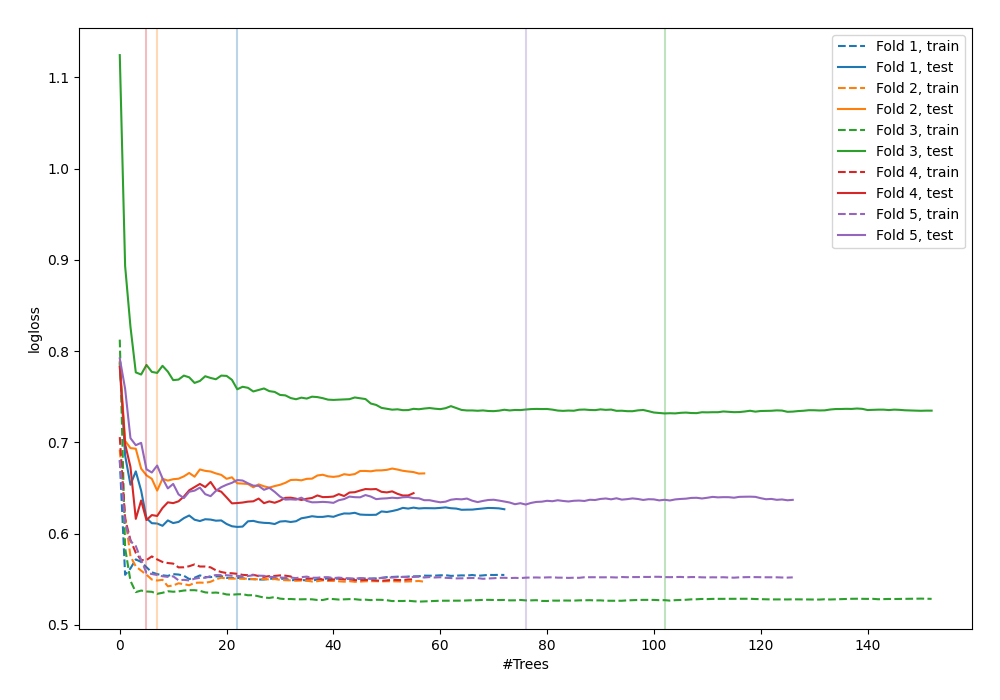 1.1
1.0
0.9
0.8
0.7
0.6
0.5
logloss
0
20
40
60
80
100
120
140
#Trees
Fold 1, train
Fold 1, test
Fold 2, train
Fold 2, test
Fold 3, train
Fold 3, test
Fold 4, train
Fold 4, test
Fold 5, train
Fold 5, test